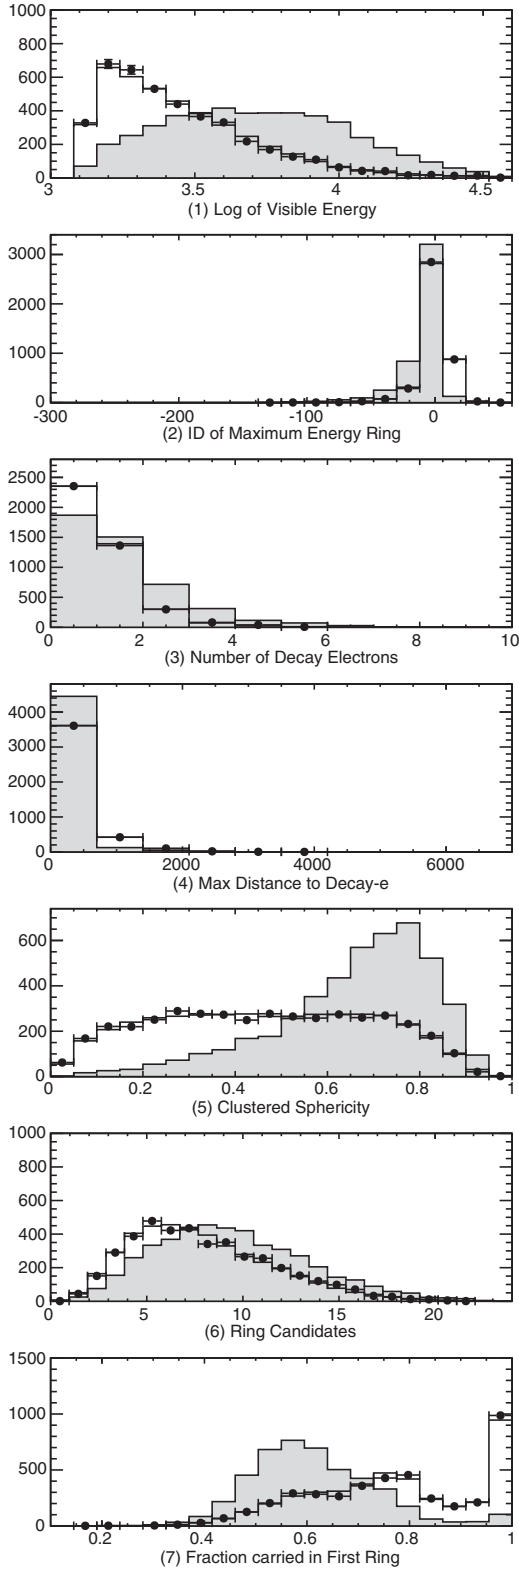 1000
800
600
400
200
0
3 3.5 4 4.5
(1) Log of Visible Energy
3000
2000
1000
0
-300 -200 -100 0
(2) ID of Maximum Energy Ring
2500
2000
1500
1000
500
0
0 2 4 6 8 10
(3) Number of Decay Electrons
4000
3000
2000
1000
0
0 2000 4000 6000
(4) Max Distance to Decay-e
600
400
200
0
0 0.2 0.4 0.6 0.8 1
(5) Clustered Sphericity
1000
800
600
400
200
0
0 5 10 15 20
(6) Ring Candidates
1500
1000
500
0
0.2 0.4 0.6 0.8 1
(7) Fraction carried in First Ring